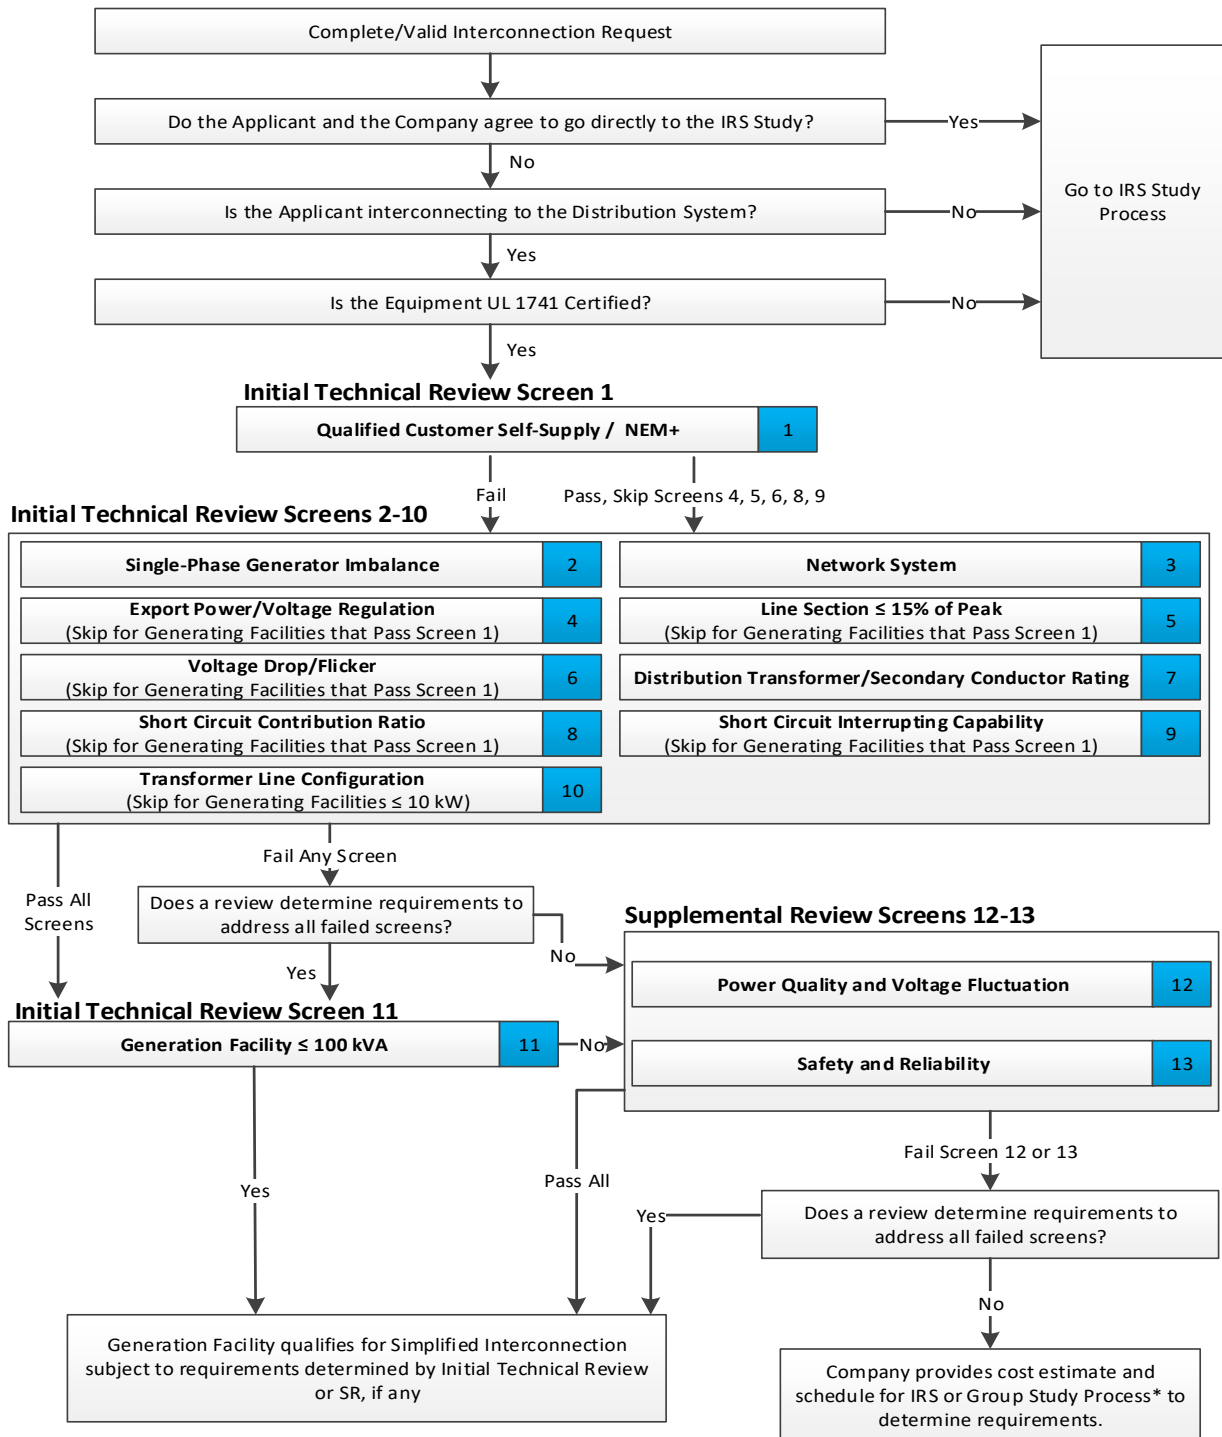 Complete/Valid Interconnection Request
Do the Applicant and the Company agree to go directly to the IRS Study?
Yes
No
Go to IRS Study
Process
Is the Applicant interconnecting to the Distribution System?
No
Yes
Is the Equipment UL 1741 Certified?
No
Yes
Initial Technical Review Screen 1
Qualified Customer Self-Supply / NEM+
1
Fail
Pass, Skip Screens 4, 5, 6, 8, 9
Initial Technical Review Screens 2-10
Single-Phase Generator Imbalance
2
Network System
3
Export Power/Voltage Regulation
(Skip for Generating Facilities that Pass Screen 1)
4
Line Section ≤ 15% of Peak
(Skip for Generating Facilities that Pass Screen 1)
5
Voltage Drop/Flicker
(Skip for Generating Facilities that Pass Screen 1)
6
Distribution Transformer/Secondary Conductor Rating
7
Short Circuit Contribution Ratio
(Skip for Generating Facilities that Pass Screen 1)
8
Short Circuit Interrupting Capability
(Skip for Generating Facilities that Pass Screen 1)
9
Transformer Line Configuration
(Skip for Generating Facilities ≤ 10 kW)
10
Fail Any Screen
Pass All
Screens
Does a review determine requirements to
address all failed screens?
No
Yes
Supplemental Review Screens 12-13
Power Quality and Voltage Fluctuation
12
Safety and Reliability
13
Initial Technical Review Screen 11
Generation Facility ≤ 100 kVA
11
No
Yes
Pass All
Fail Screen 12 or 13
Does a review determine requirements to
address all failed screens?
Yes
No
Generation Facility qualifies for Simplified Interconnection
subject to requirements determined by Initial Technical Review
or SR, if any
Company provides cost estimate and
schedule for IRS or Group Study Process* to
determine requirements.